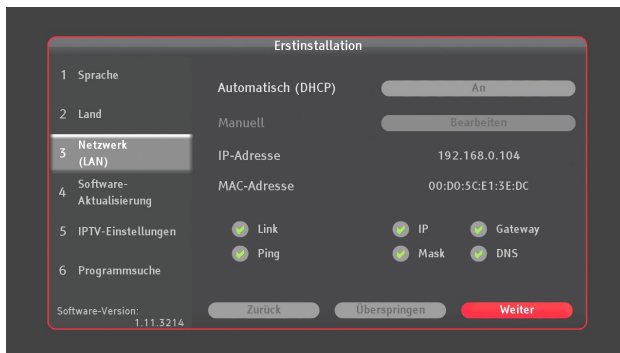 Erstinstallation
1 Sprache
2 Land
3 Netzwerk
(LAN)
4 Software-
Aktualisierung
5 IPTV-Einstellungen
6 Programmsuche
Software-Version:
1.11.3214
Automatisch (DHCP) An
Manuell Bearbeiten
IP-Adresse 192.168.0.104
MAC-Adresse 00:D0:5C:E1:3E:DC
Link IP Gateway
Ping Mask DNS
Zurück Überspringen Weiter